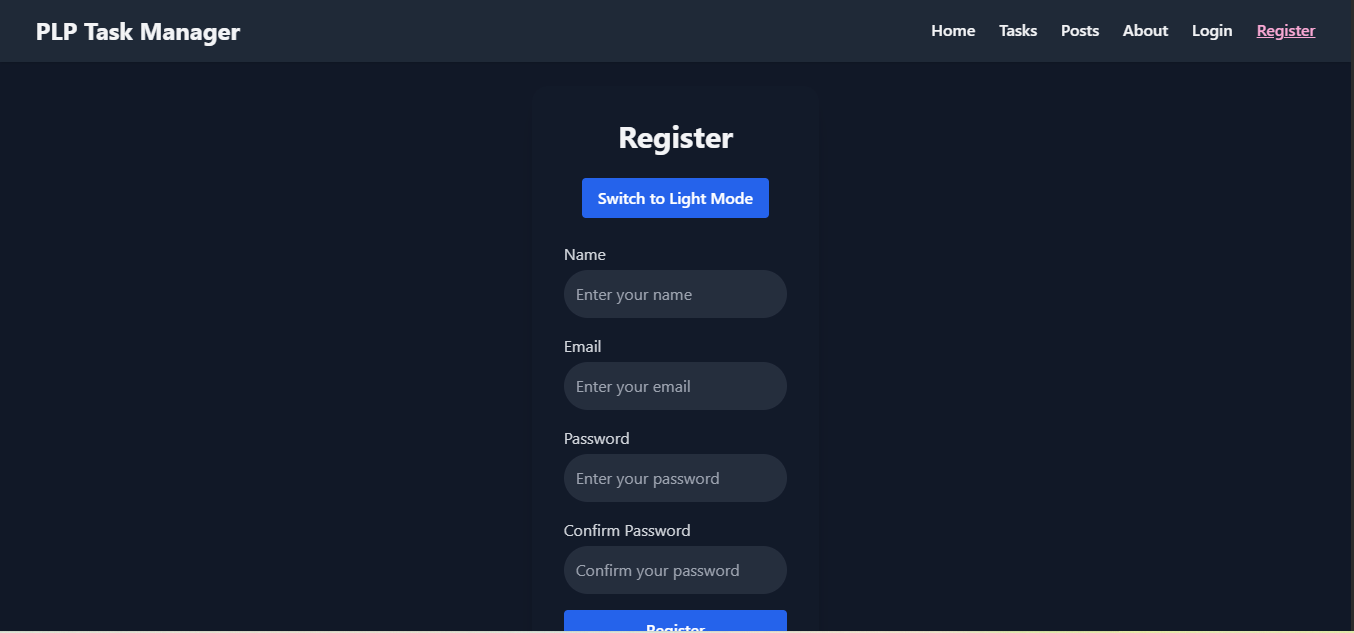 PLP Task Manager
Home Tasks Posts About Login Register
Register
Switch to Light Mode
Name
Enter your name
Email
Enter your email
Password
Enter your password
Confirm Password
Confirm your password
Register